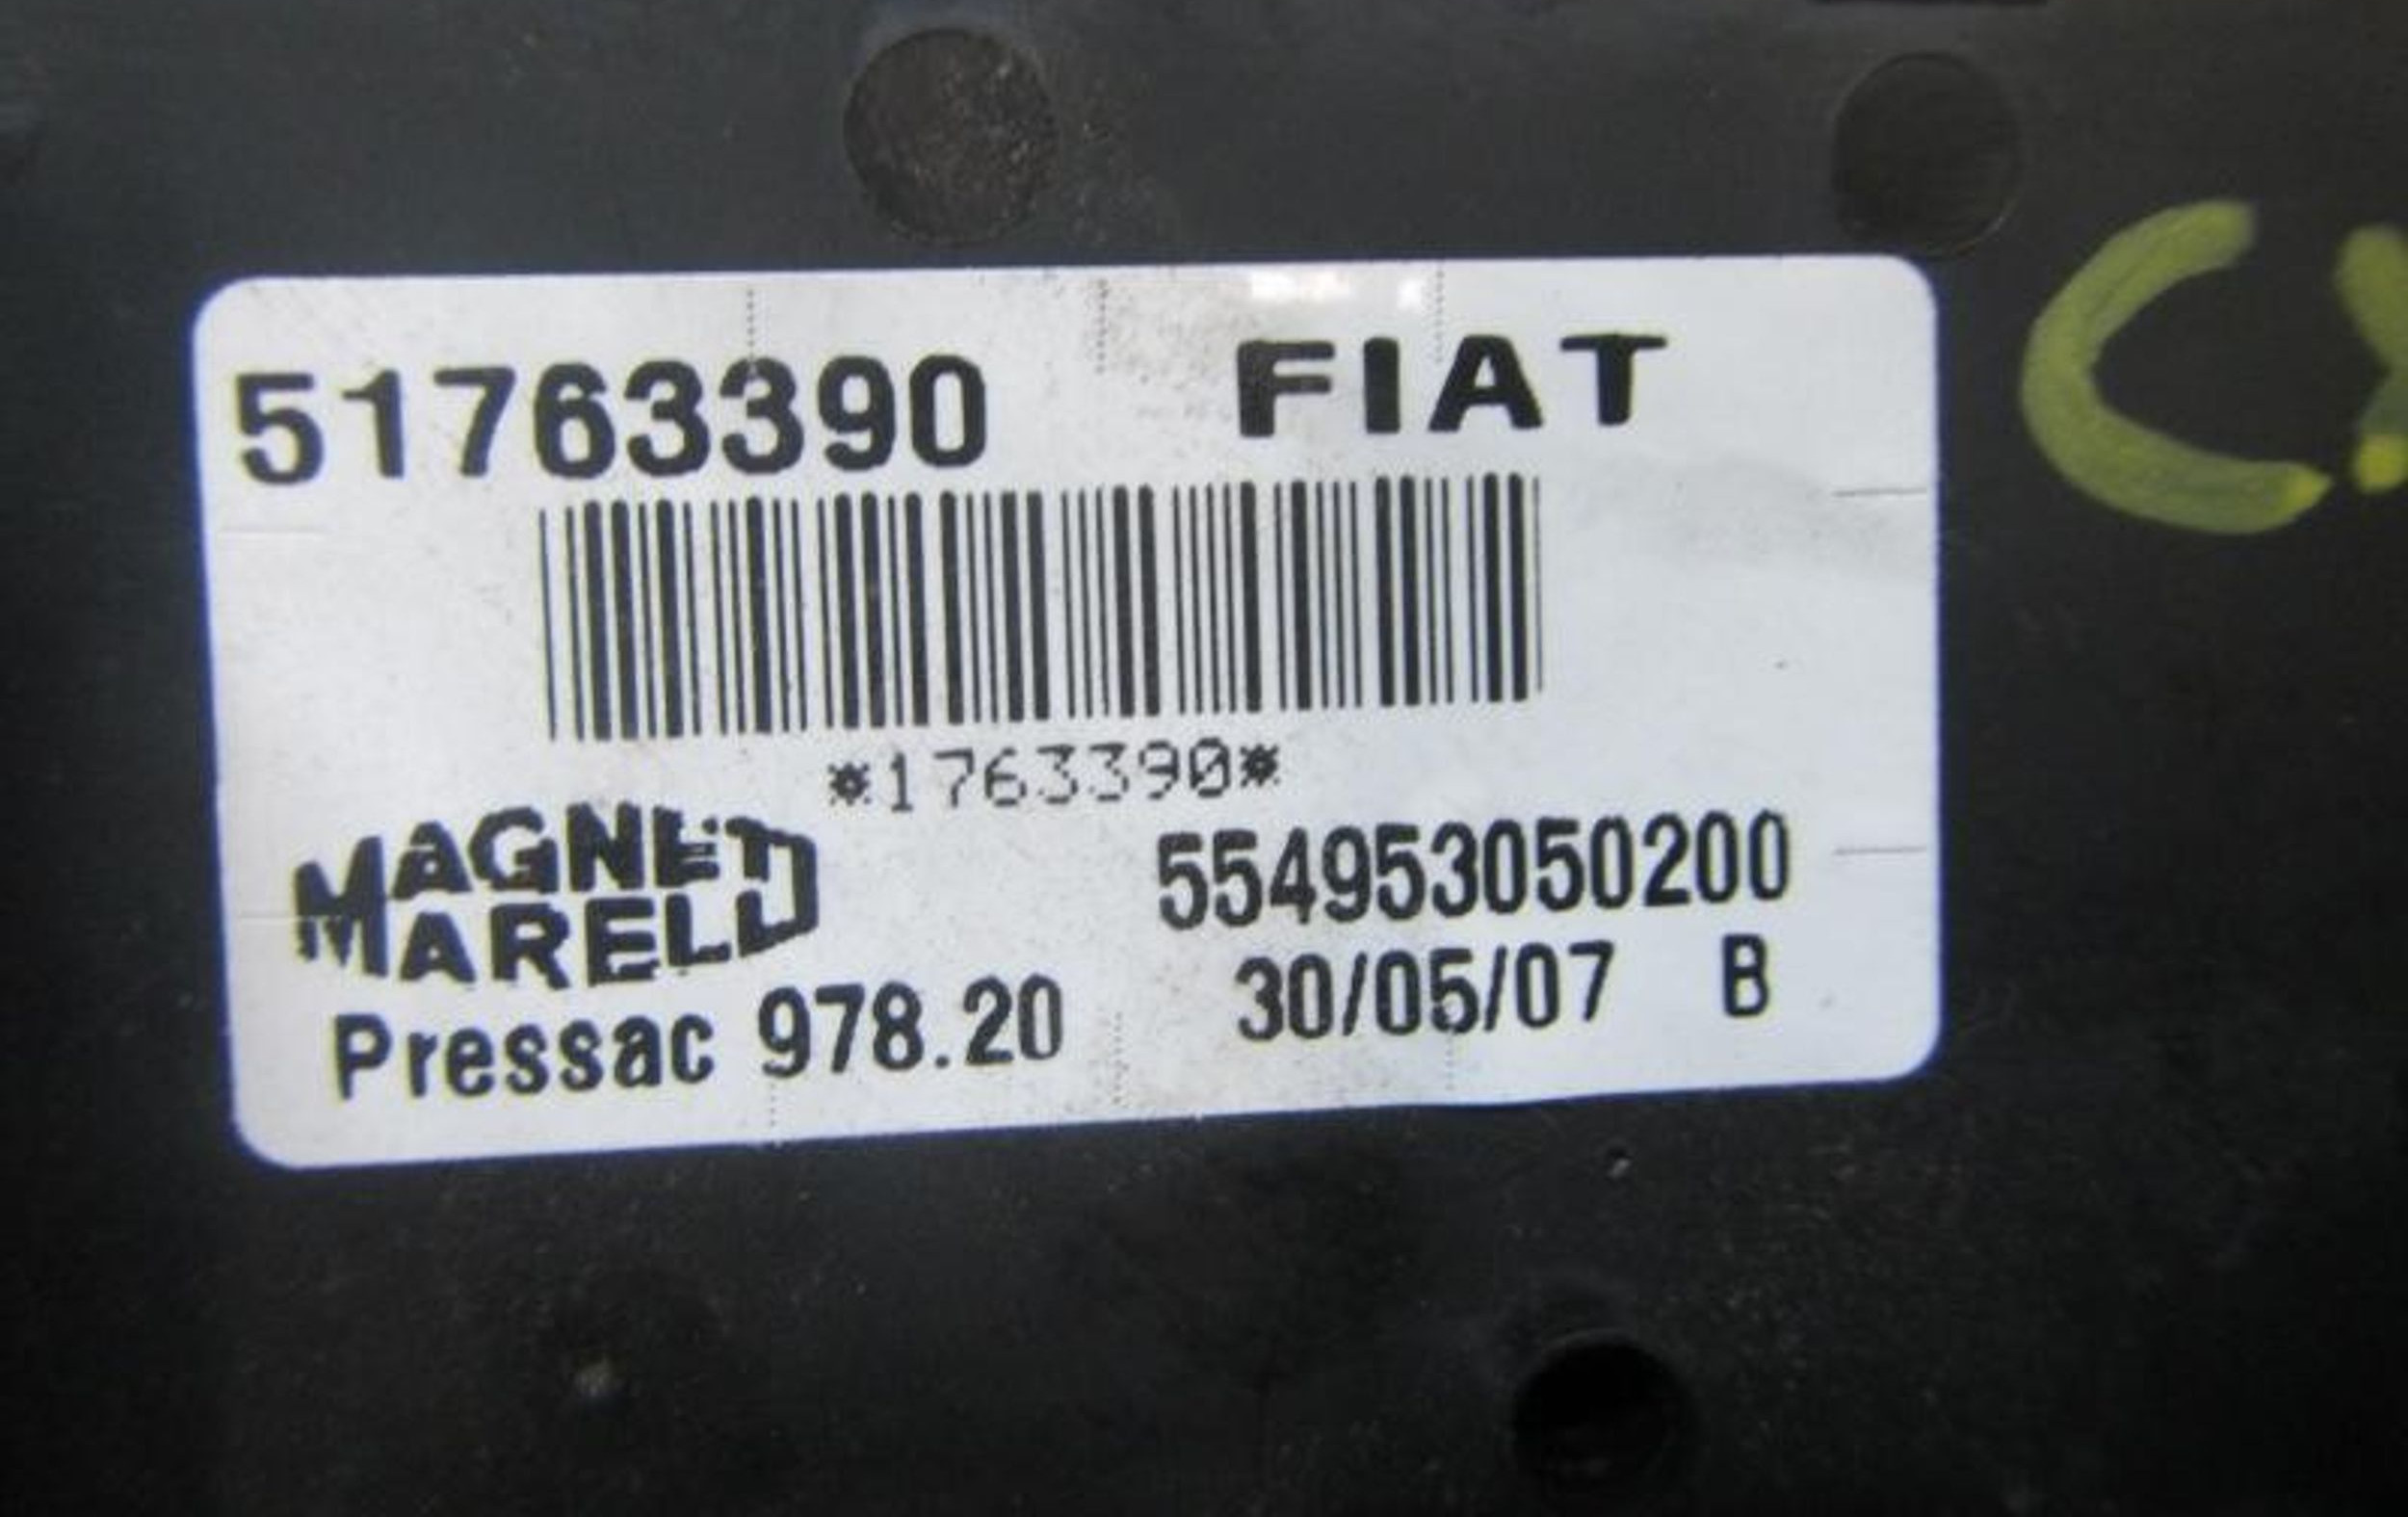 51763390 FIAT
*1763390*
MAGNETI
MARELLI
554953050200
Pressac 978.20
30/05/07 B